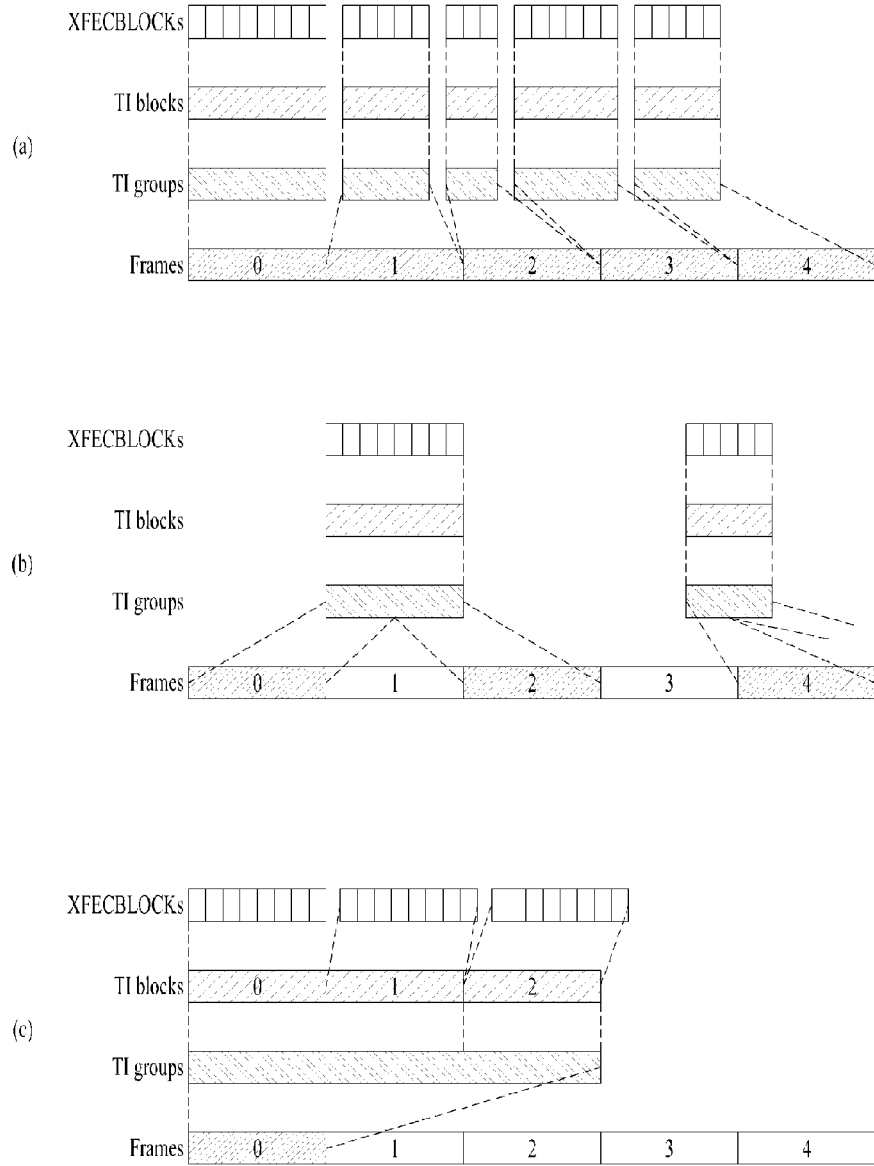 XFECBLOCKs
TI blocks
(a)
TI groups
Frames 0 1 2 3 4
XFECBLOCKs
TI blocks
(b)
TI groups
Frames 0 1 2 3 4
XFECBLOCKs
TI blocks 0 1 2
(c)
TI groups
Frames 0 1 2 3 4